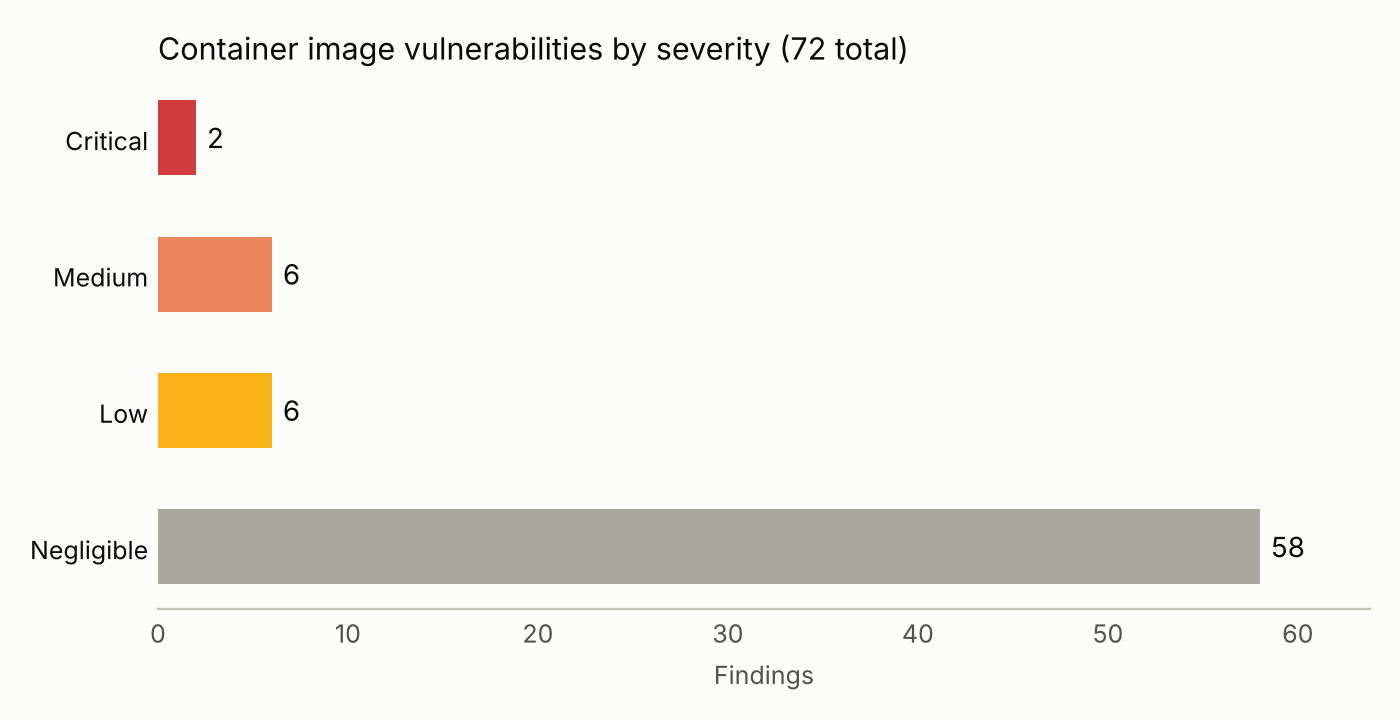 Container image vulnerabilities by severity (72 total)
Critical 2
Medium 6
Low 6
Negligible 58
0 10 20 30 40 50 60
Findings